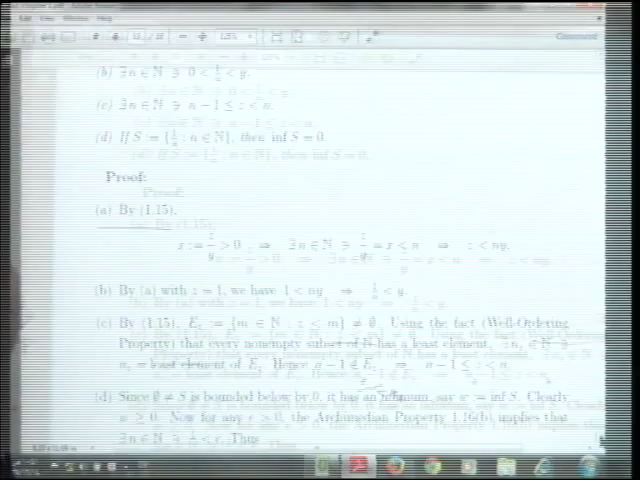 (b) ∃n ∈ ℕ ∋ 0 < 1/n < y.
(c) ∃n ∈ ℕ ∋ n − 1 ≤ z < n.
(d) If S := {1/n : n ∈ ℕ}, then inf S = 0.
Proof:
(a) By (1.15),
x := z/y > 0 ⇒ ∃n ∈ ℕ ∋ z/y = x < n ⇒ z < ny.
(b) By (a) with z = 1, we have 1 < ny ⇒ 1/n < y.
(c) By (1.15), E_z := {m ∈ ℕ : z < m} ≠ ∅. Using the fact (Well-Ordering
Property) that every nonempty subset of ℕ has a least element, ∃n_z ∈ ℕ ∋
n_z = least element of E_z. Hence n − 1 ∉ E_z ⇒ n − 1 ≤ z < n.
(d) Since ∅ ≠ S is bounded below by 0, it has an infimum, say w := inf S. Clearly
w ≥ 0. Now for any ε > 0, the Archimedian Property 1.16(b) implies that
∃n ∈ ℕ ∋ 1/n < ε. Thus